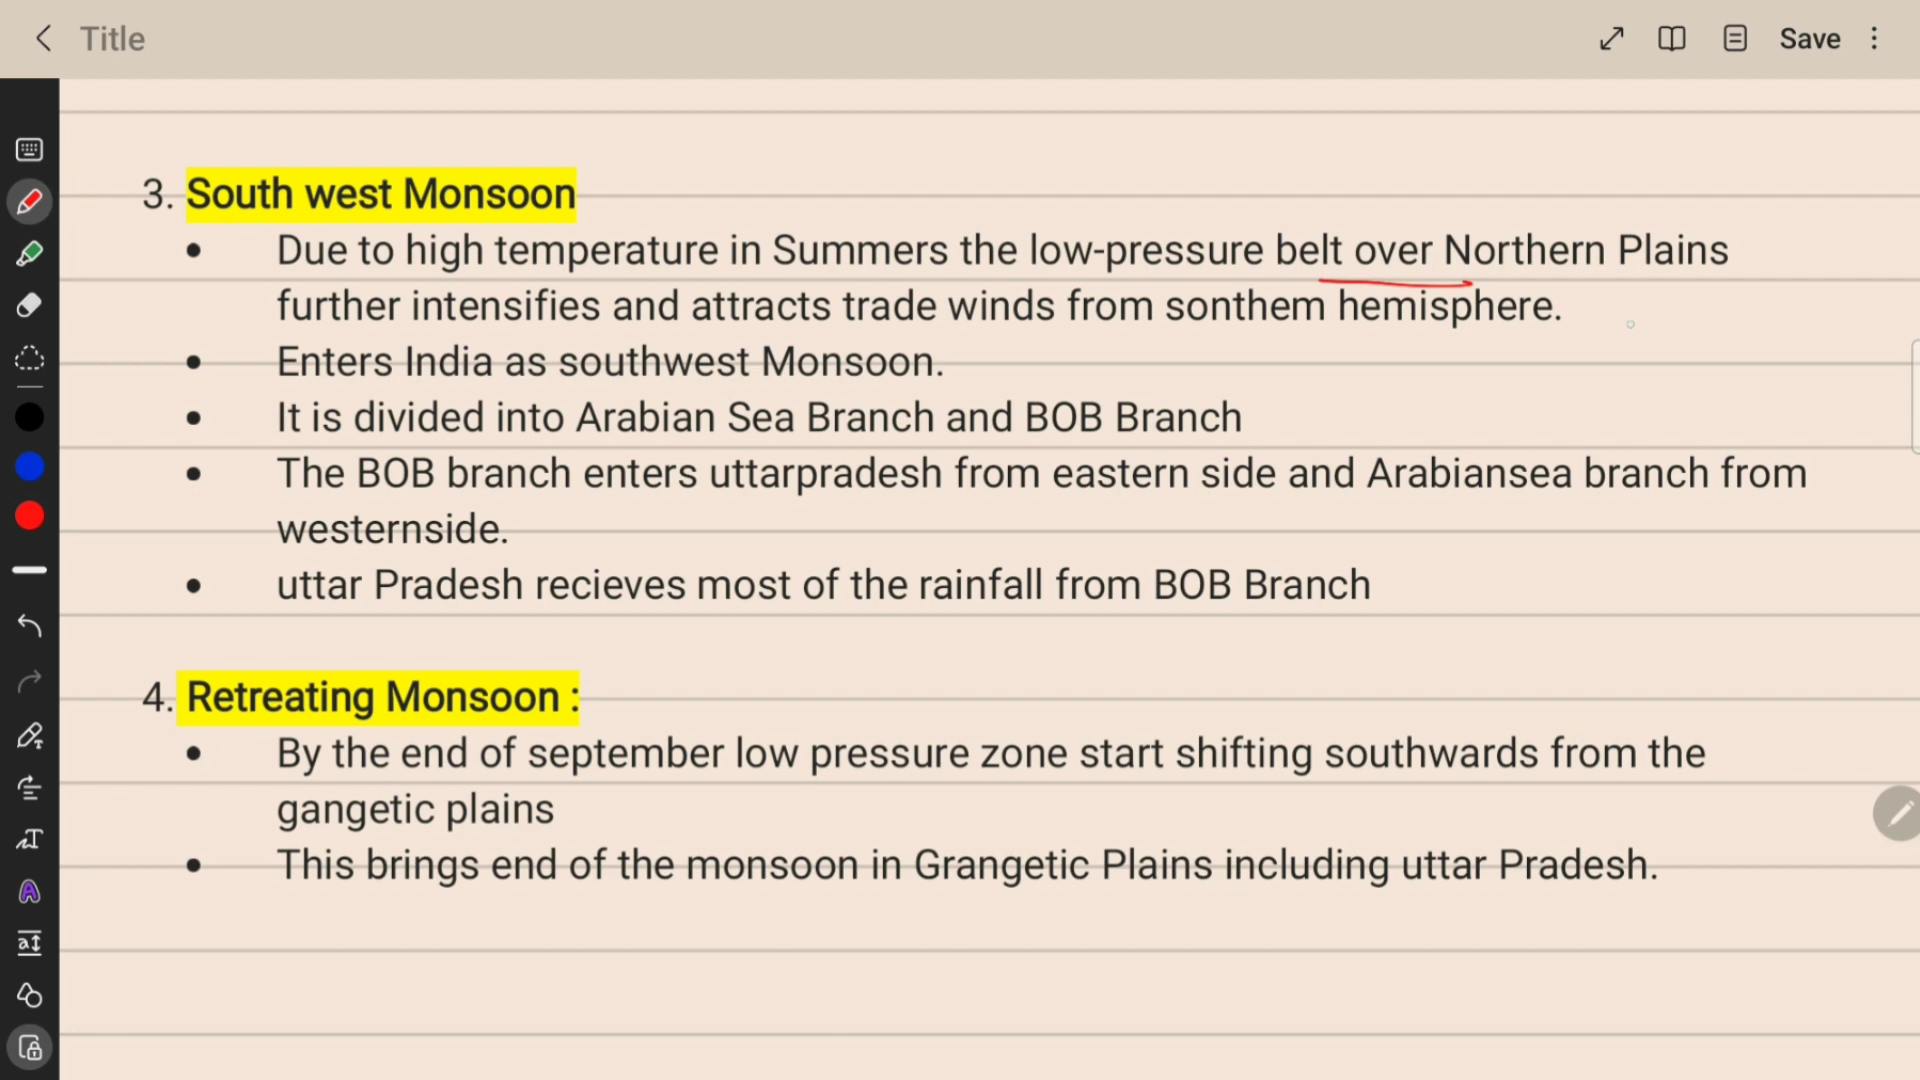 Title
Save
3. South west Monsoon
• Due to high temperature in Summers the low-pressure belt over Northern Plains
further intensifies and attracts trade winds from sonthem hemisphere.
• Enters India as southwest Monsoon.
• It is divided into Arabian Sea Branch and BOB Branch
• The BOB branch enters uttarpradesh from eastern side and Arabiansea branch from
westernside.
• uttar Pradesh recieves most of the rainfall from BOB Branch
4. Retreating Monsoon :
• By the end of september low pressure zone start shifting southwards from the
gangetic plains
• This brings end of the monsoon in Grangetic Plains including uttar Pradesh.